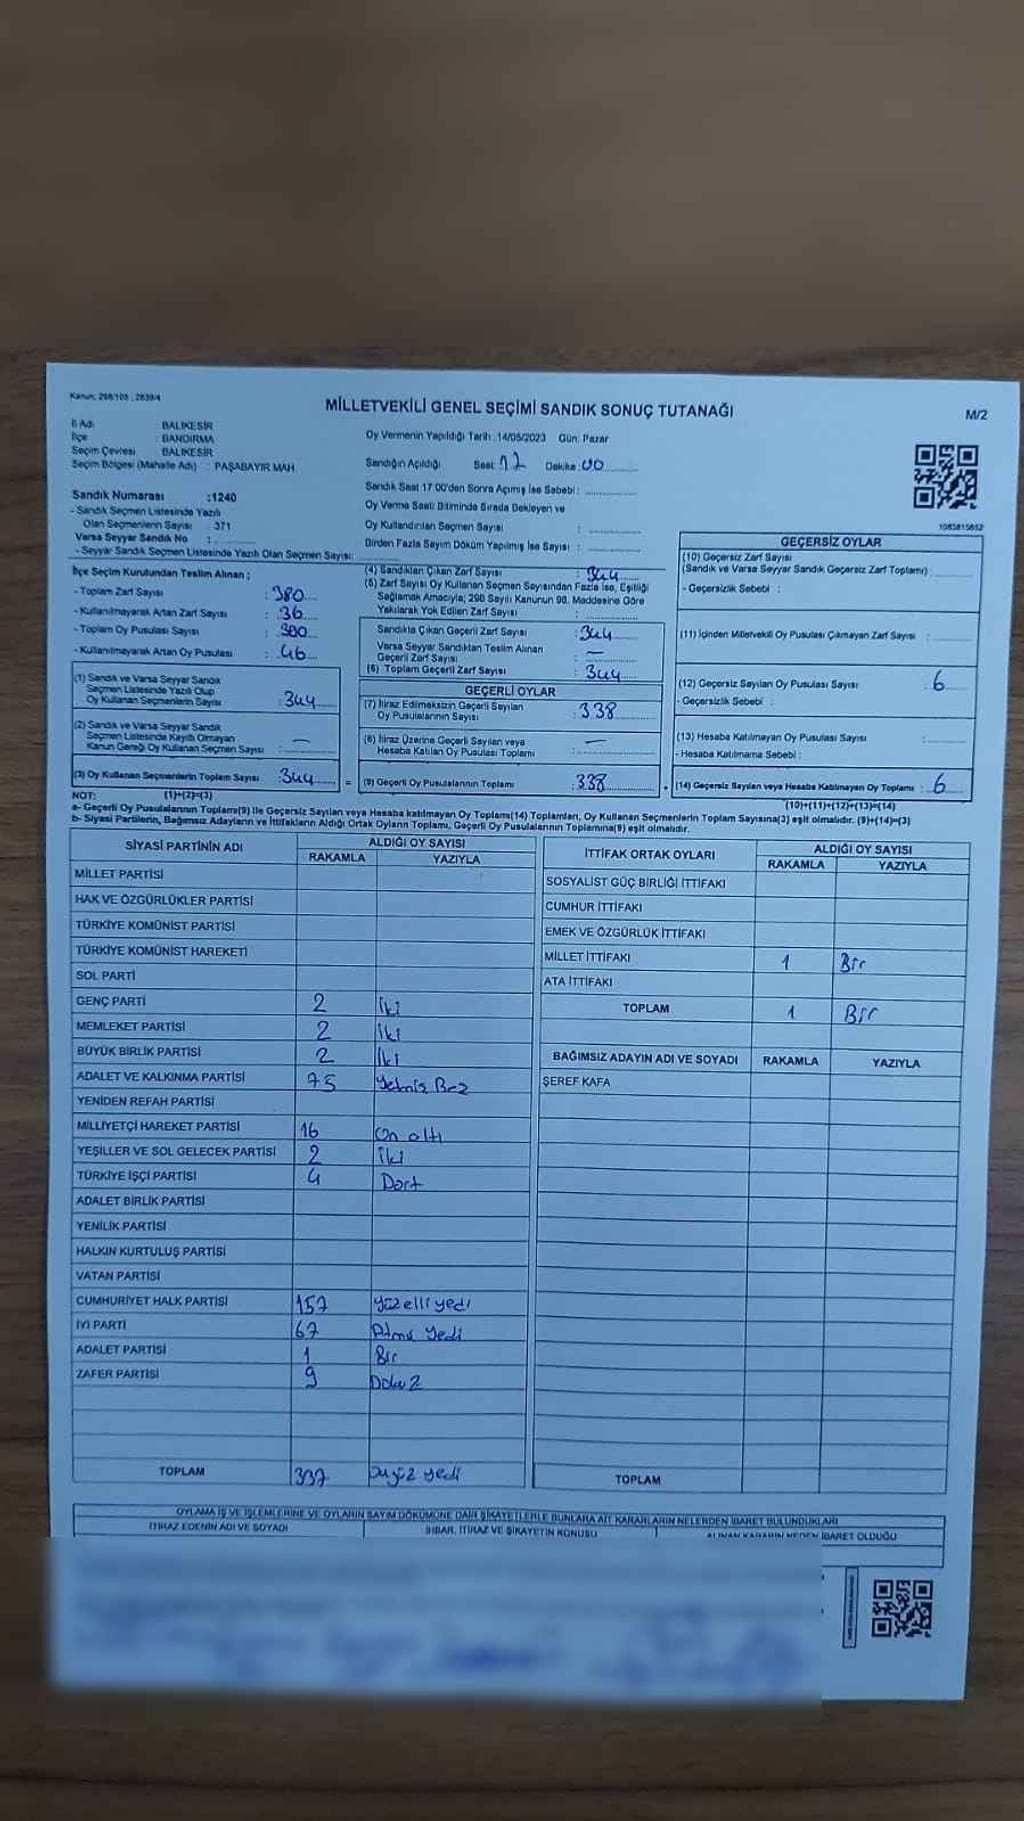 Kanun: 298/105 , 2839/4
MİLLETVEKİLİ GENEL SEÇİMİ SANDIK SONUÇ TUTANAĞI
M/2
İl Adı : BALIKESİR
İlçe : BANDIRMA
Seçim Çevresi : BALIKESİR
Seçim Bölgesi (Mahalle Adı) : PAŞABAYIR MAH
Sandık Numarası :1240
- Sandık Seçmen Listesinde Yazılı
Olan Seçmenlerin Sayısı : 371
Varsa Seyyar Sandık No :
- Seyyar Sandık Seçmen Listesinde Yazılı Olan Seçmen Sayısı:
Oy Vermenin Yapıldığı Tarih :14/05/2023 Gün: Pazar
Sandığın Açıldığı Saat: 17 Dakika: 00
Sandık Saat 17:00'den Sonra Açımış İse Sebebi :
Oy Verme Saati Bitiminde Sırada Bekleyen ve
Oy Kullandırılan Seçmen Sayısı :
Birden Fazla Sayım Döküm Yapılmış İse Sayısı :
1083815852
İlçe Seçim Kurulundan Teslim Alınan ;
- Toplam Zarf Sayısı : 380
- Kullanılmayarak Artan Zarf Sayısı : 36
- Toplam Oy Pusulası Sayısı :
- Kullanılmayarak Artan Oy Pusulası : 46
(1) Sandık ve Varsa Seyyar Sandık
Seçmen Listesinde Yazılı Olup
Oy Kullanan Seçmenlerin Sayısı : 344
(2) Sandık ve Varsa Seyyar Sandık
Seçmen Listesinde Kayıtlı Olmayan
Kanun Gereği Oy Kullanan Seçmen Sayısı : —
(3) Oy Kullanan Seçmenlerin Toplam Sayısı : 344
(4) Sandıktan Çıkan Zarf Sayısı : 344
(5) Zarf Sayısı Oy Kullanan Seçmen Sayısından Fazla İse, Eşitliği
Sağlamak Amacıyla; 298 Sayılı Kanunun 98. Maddesine Göre
Yakılarak Yok Edilen Zarf Sayısı :
Sandıkta Çıkan Geçerli Zarf Sayısı : 344
Varsa Seyyar Sandıktan Teslim Alınan
Geçerli Zarf Sayısı : —
(6) Toplam Geçerli Zarf Sayısı : 344
GEÇERLİ OYLAR
(7) İtiraz Edilmeksizin Geçerli Sayılan
Oy Pusulalarının Sayısı : 338
(8) İtiraz Üzerine Geçerli Sayılan veya
Hesaba Katılan Oy Pusulası Toplamı : —
= (9) Geçerli Oy Pusulalarının Toplamı : 338
GEÇERSİZ OYLAR
(10) Geçersiz Zarf Sayısı
(Sandık ve Varsa Seyyar Sandık Geçersiz Zarf Toplamı) :
- Geçersizlik Sebebi :
(11) İçinden Milletvekili Oy Pusulası Çıkmayan Zarf Sayısı :
(12) Geçersiz Sayılan Oy Pusulası Sayısı : 6
- Geçersizlik Sebebi :
(13) Hesaba Katılmayan Oy Pusulası Sayısı :
- Hesaba Katılmama Sebebi :
+ (14) Geçersiz Sayılan veya Hesaba Katılmayan Oy Toplamı : 6
NOT: (1)+(2)=(3) (10)+(11)+(12)+(13)=(14)
a- Geçerli Oy Pusulalarının Toplamı(9) ile Geçersiz Sayılan veya Hesaba katılmayan Oy Toplamı(14) Toplamları, Oy Kullanan Seçmenlerin Toplam Sayısına(3) eşit olmalıdır. (9)+(14)=(3)
b- Siyasi Partilerin, Bağımsız Adayların ve İttifakların Aldığı Ortak Oyların Toplamı, Geçerli Oy Pusulalarının Toplamına(9) eşit olmalıdır.
SİYASİ PARTİNİN ADI ALDIĞI OY SAYISI
RAKAMLA YAZIYLA
MİLLET PARTİSİ
HAK VE ÖZGÜRLÜKLER PARTİSİ
TÜRKİYE KOMÜNİST PARTİSİ
TÜRKİYE KOMÜNİST HAREKETİ
SOL PARTİ
GENÇ PARTİ 2 İki
MEMLEKET PARTİSİ 2 İki
BÜYÜK BİRLİK PARTİSİ 2 İki
ADALET VE KALKINMA PARTİSİ 75 Yetmiş Beş
YENİDEN REFAH PARTİSİ
MİLLİYETÇİ HAREKET PARTİSİ 16 On altı
YEŞİLLER VE SOL GELECEK PARTİSİ 2 İki
TÜRKİYE İŞÇİ PARTİSİ 4 Dört
ADALET BİRLİK PARTİSİ
YENİLİK PARTİSİ
HALKIN KURTULUŞ PARTİSİ
VATAN PARTİSİ
CUMHURİYET HALK PARTİSİ 157 Yüzelli yedi
İYİ PARTİ 67 Atmış Yedi
ADALET PARTİSİ 1 Bir
ZAFER PARTİSİ 9 Dokuz
TOPLAM 337 yedi
İTTİFAK ORTAK OYLARI ALDIĞI OY SAYISI
RAKAMLA YAZIYLA
SOSYALİST GÜÇ BİRLİĞİ İTTİFAKI
CUMHUR İTTİFAKI
EMEK VE ÖZGÜRLÜK İTTİFAKI
MİLLET İTTİFAKI 1 Bir
ATA İTTİFAKI
TOPLAM 1 Bir
BAĞIMSIZ ADAYIN ADI VE SOYADI RAKAMLA YAZIYLA
ŞEREF KAFA
TOPLAM
OYLAMA İŞ VE İŞLEMLERİNE VE OYLARIN SAYIM DÖKÜMÜNE DAİR ŞİKAYETLERLE BUNLARA AİT KARARLARIN NELERDEN İBARET BULUNDUKLARI
İTİRAZ EDENİN ADI VE SOYADI İHBAR, İTİRAZ VE ŞİKAYETİN KONUSU ALINAN KARARIN NEDEN İBARET OLDUĞU